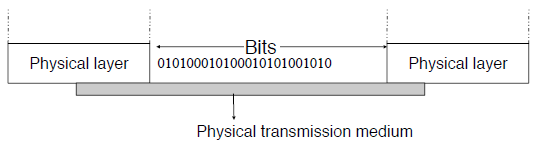 Bits
Physical layer
010100010100010101001010
Physical layer
Physical transmission medium